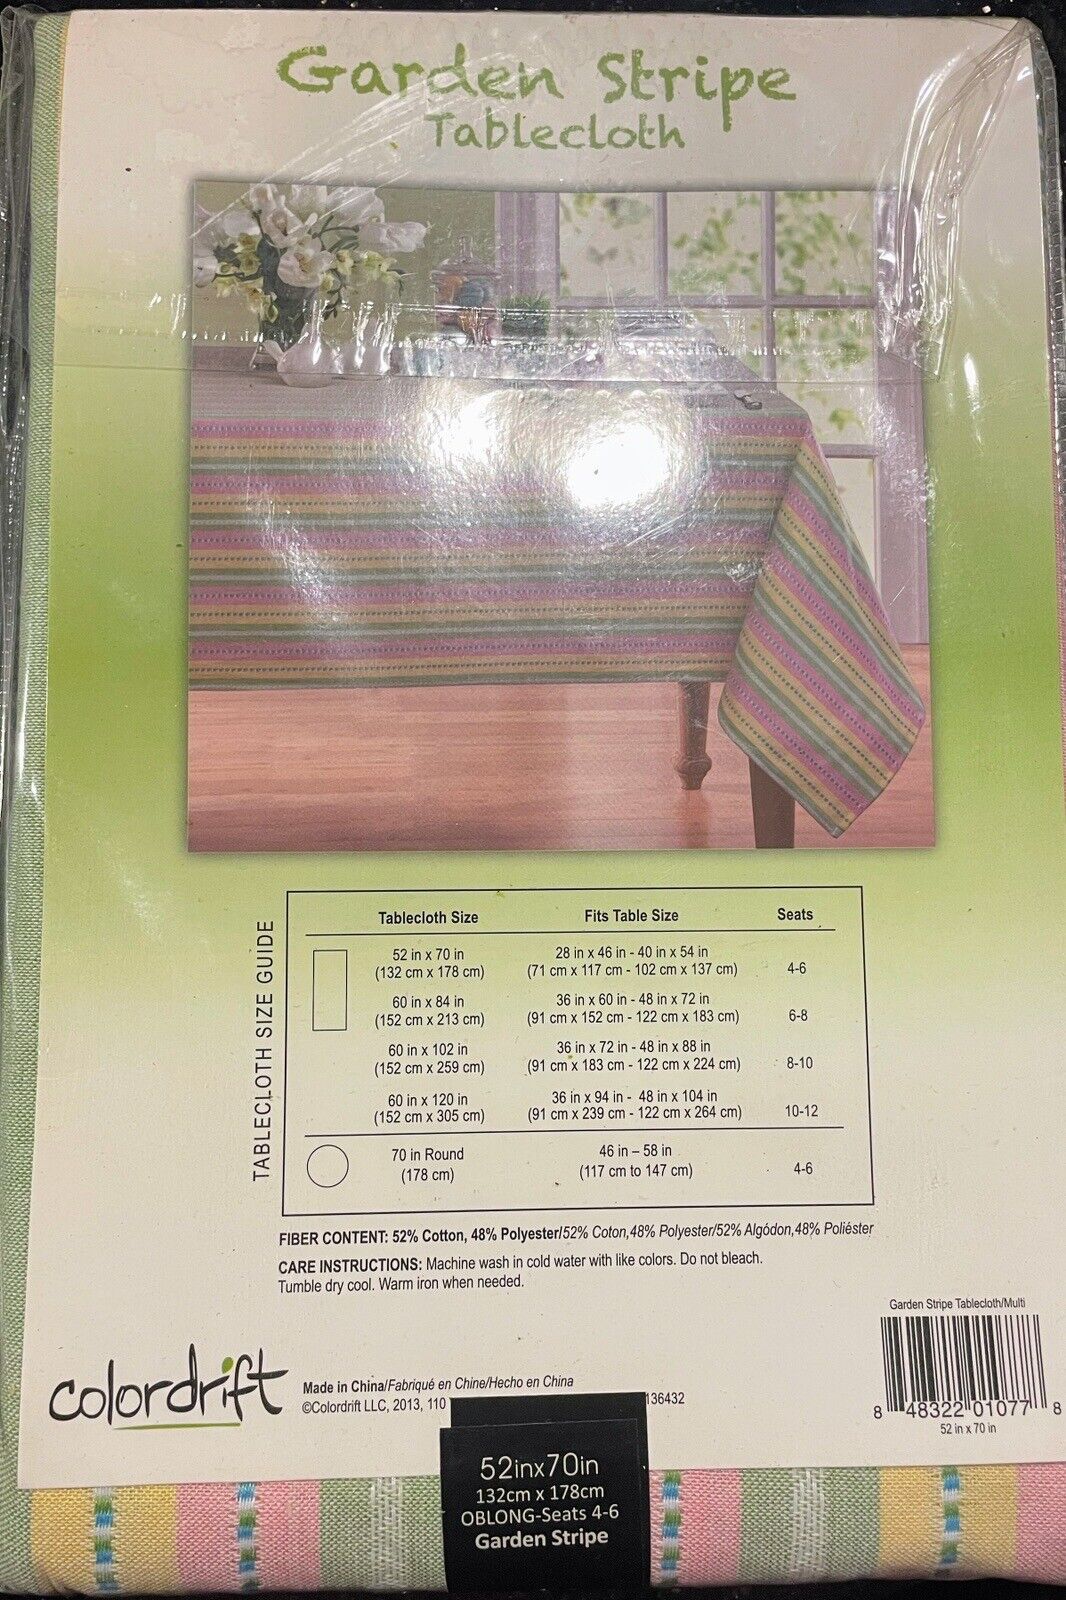 Garden Stripe
Tablecloth
TABLECLOTH SIZE GUIDE
Tablecloth Size Fits Table Size Seats
52 in x 70 in 28 in x 46 in - 40 in x 54 in
(132 cm x 178 cm) (71 cm x 117 cm - 102 cm x 137 cm) 4-6
60 in x 84 in 36 in x 60 in - 48 in x 72 in
(152 cm x 213 cm) (91 cm x 152 cm - 122 cm x 183 cm) 6-8
60 in x 102 in 36 in x 72 in - 48 in x 88 in
(152 cm x 259 cm) (91 cm x 183 cm - 122 cm x 224 cm) 8-10
60 in x 120 in 36 in x 94 in - 48 in x 104 in
(152 cm x 305 cm) (91 cm x 239 cm - 122 cm x 264 cm) 10-12
70 in Round 46 in – 58 in
(178 cm) (117 cm to 147 cm) 4-6
FIBER CONTENT: 52% Cotton, 48% Polyester/52% Coton,48% Polyester/52% Algódon,48% Poliéster
CARE INSTRUCTIONS: Machine wash in cold water with like colors. Do not bleach.
Tumble dry cool. Warm iron when needed.
Garden Stripe Tablecloth/Multi
8 48322 01077 8
52 in x 70 in
colordrift
Made in China/Fabriqué en Chine/Hecho en China
©Colordrift LLC, 2013, 110 136432
52inx70in
132cm x 178cm
OBLONG-Seats 4-6
Garden Stripe